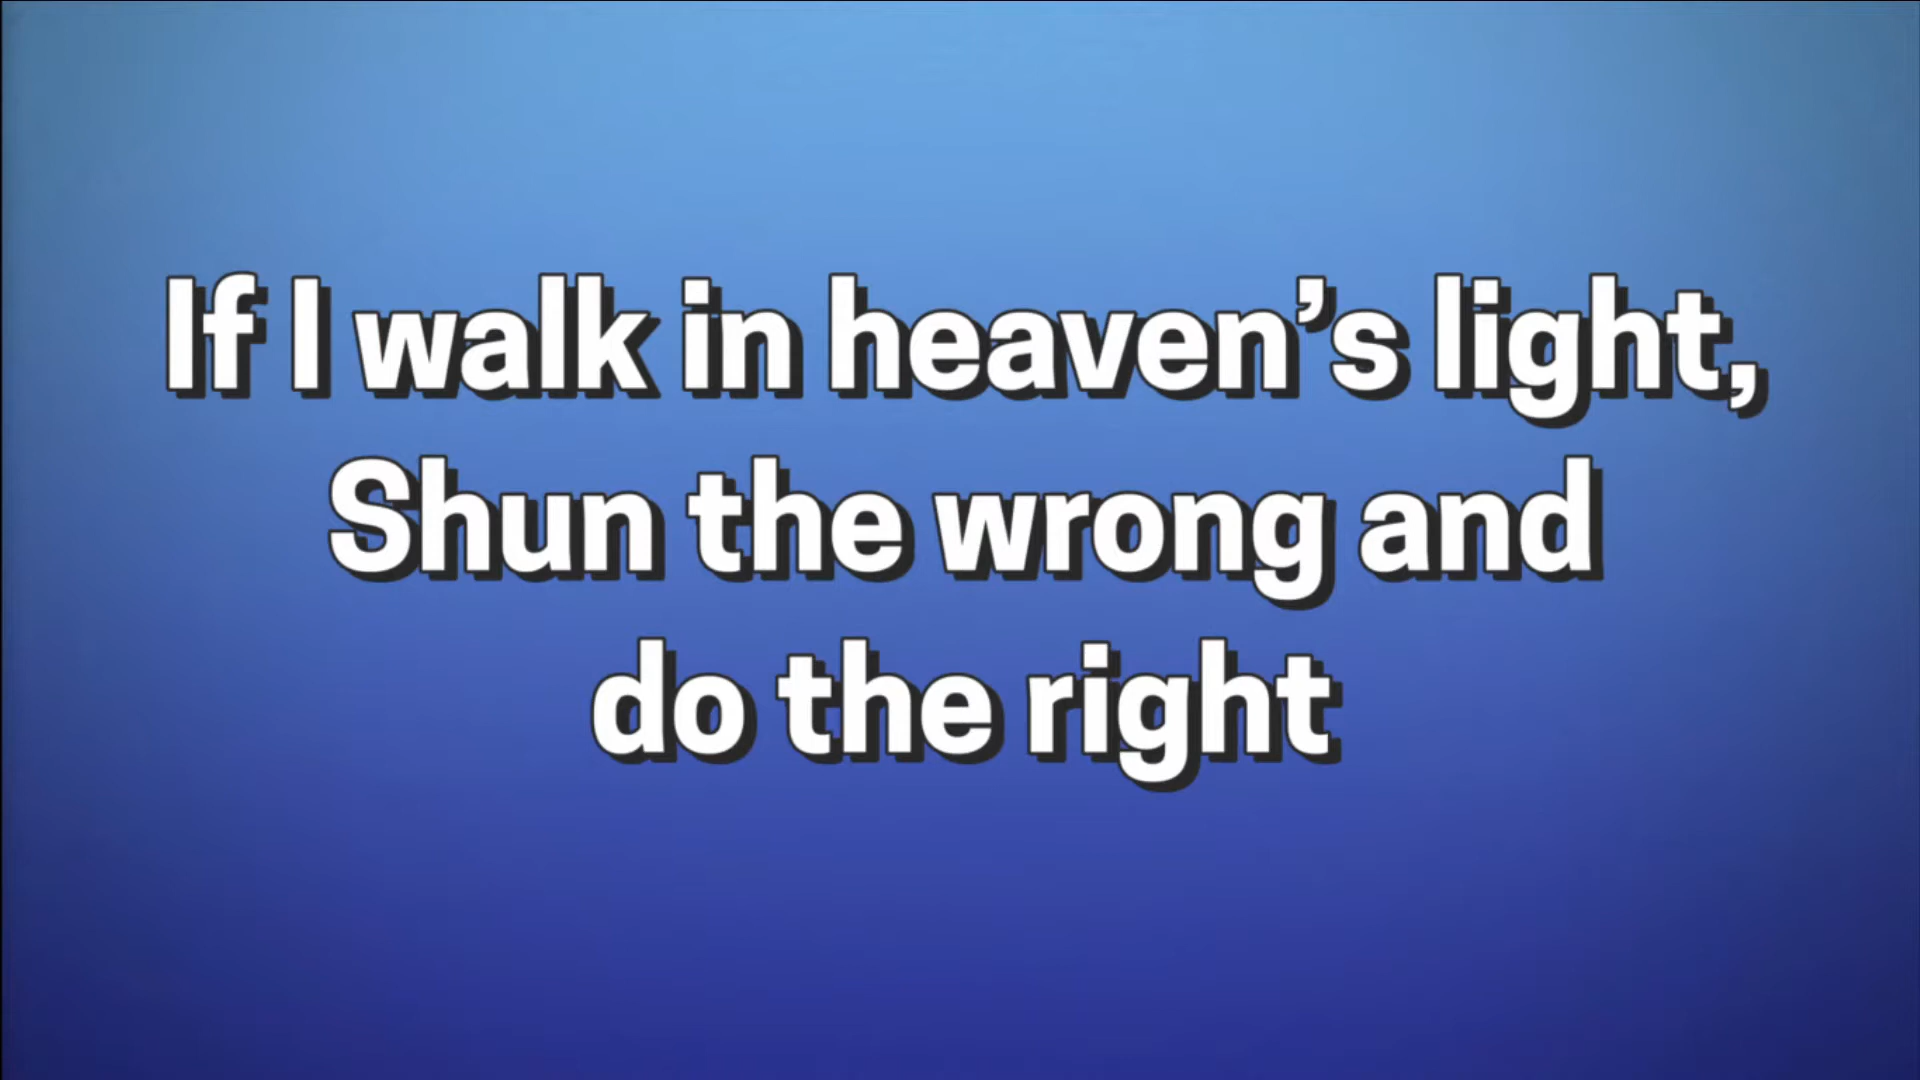 If I walk in heaven’s light,
Shun the wrong and
do the right